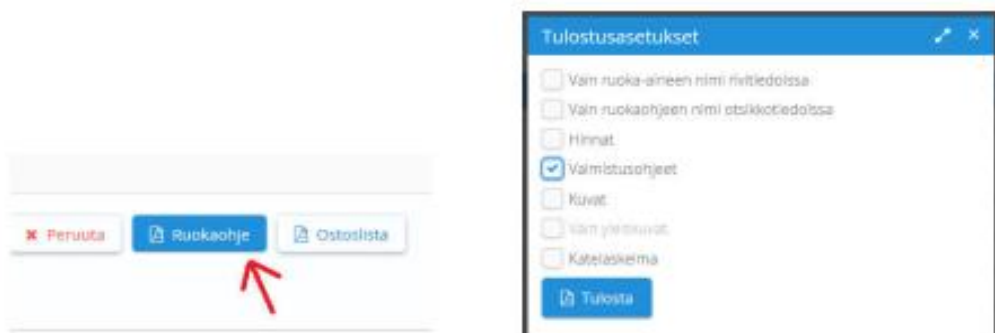 Peruuta
Ruokaohje
Ostoslista
Tulostusasetukset
Vain ruoka-aineen nimi rivitiedoissa
Vain ruokaohjeen nimi otsikkotiedoissa
Hinnat
Valmistusohjeet
Kuvat
Vain yleiskuvat
Katelaskelma
Tulosta